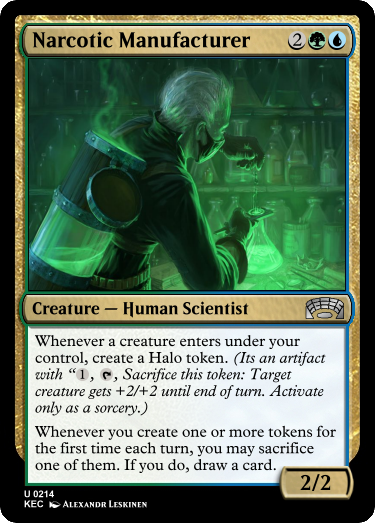 Narcotic Manufacturer 2
Creature — Human Scientist
Whenever a creature enters under your
control, create a Halo token. (Its an artifact
with “1, , Sacrifice this token: Target
creature gets +2/+2 until end of turn. Activate
only as a sorcery.)
Whenever you create one or more tokens for
the first time each turn, you may sacrifice
one of them. If you do, draw a card.
2/2
U 0214
KEC Alexandr Leskinen